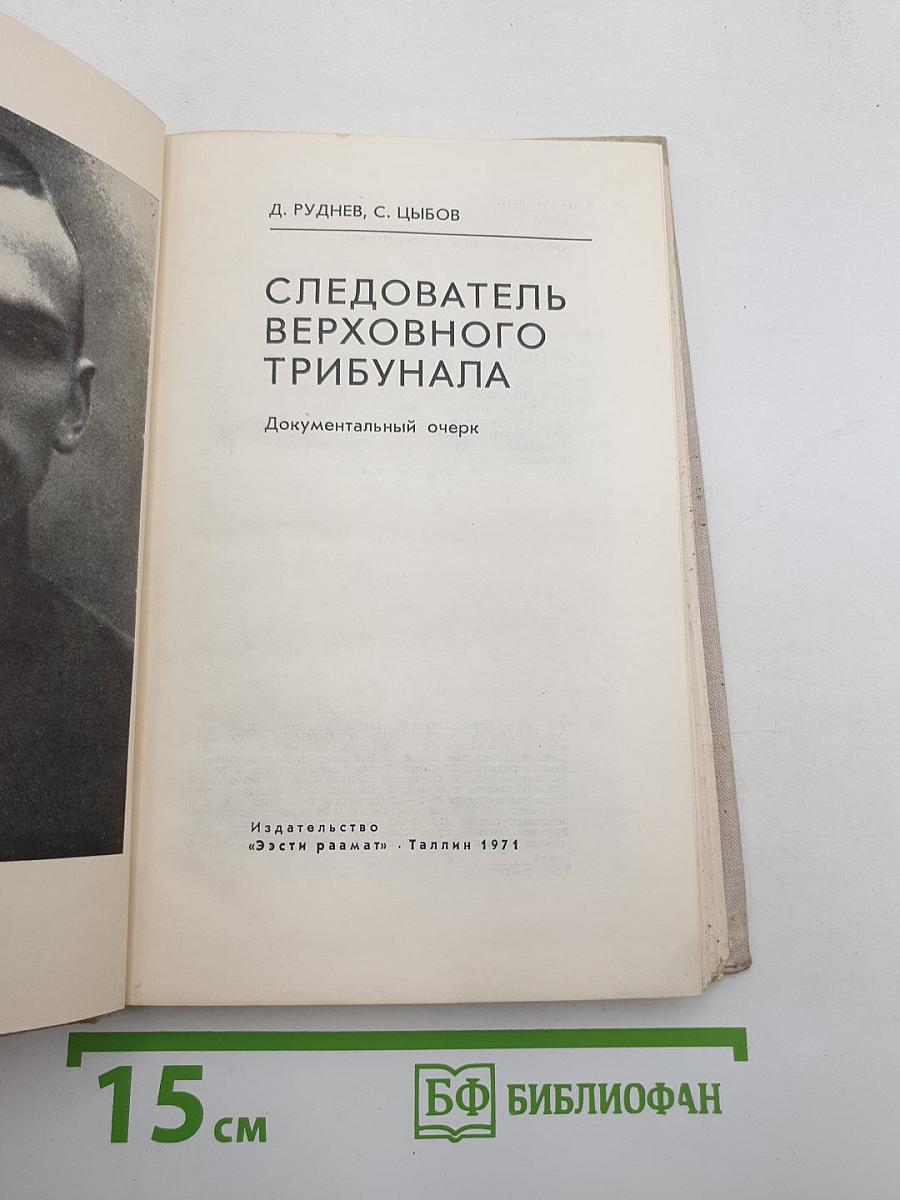 Д. РУДНЕВ, С. ЦЫБОВ
СЛЕДОВАТЕЛЬ
ВЕРХОВНОГО
ТРИБУНАЛА
Документальный очерк
Издательство
«Ээсти раамат» · Таллин 1971
15 см
БФ БИБЛИОФАН